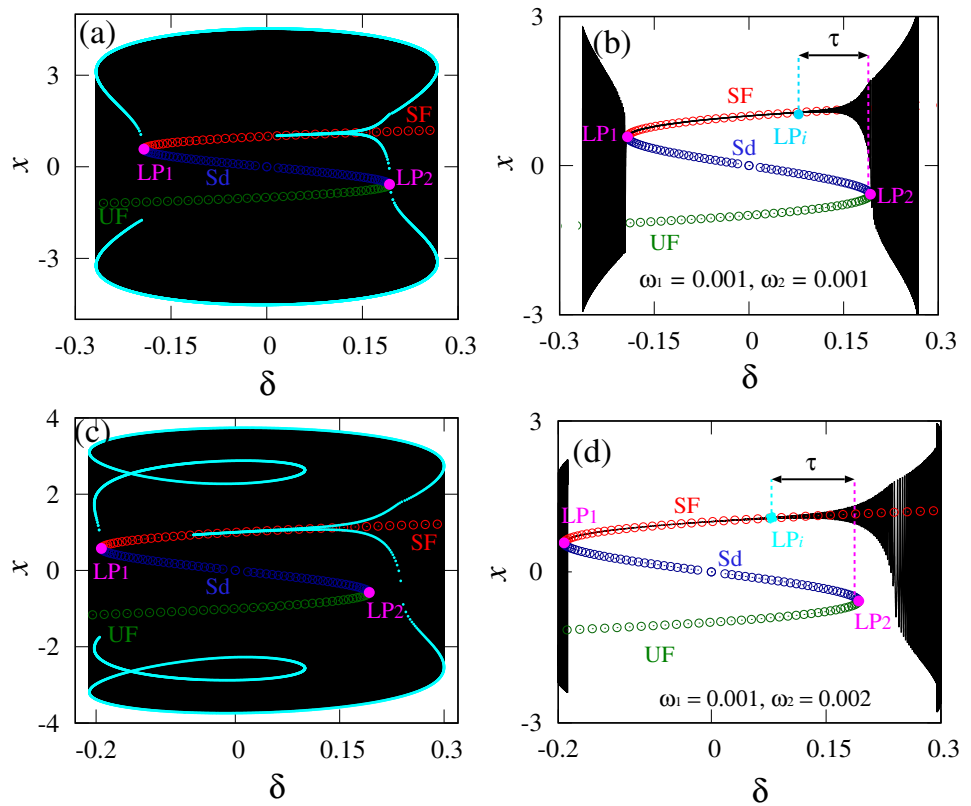 (a)
3
0
-3
x
SF
LP1
Sd
LP2
UF
-0.3
-0.15
0
0.15
0.3
δ
(b)
3
0
-3
x
τ
SF
LP1
LPi
Sd
LP2
UF
ω1 = 0.001, ω2 = 0.001
-0.3
-0.15
0
0.15
0.3
δ
(c)
4
2
0
-2
-4
x
SF
LP1
Sd
LP2
UF
-0.2
0
0.15
0.3
δ
(d)
3
0
-3
x
τ
LP1
SF
LPi
Sd
LP2
UF
ω1 = 0.001, ω2 = 0.002
-0.2
0
0.15
0.3
δ